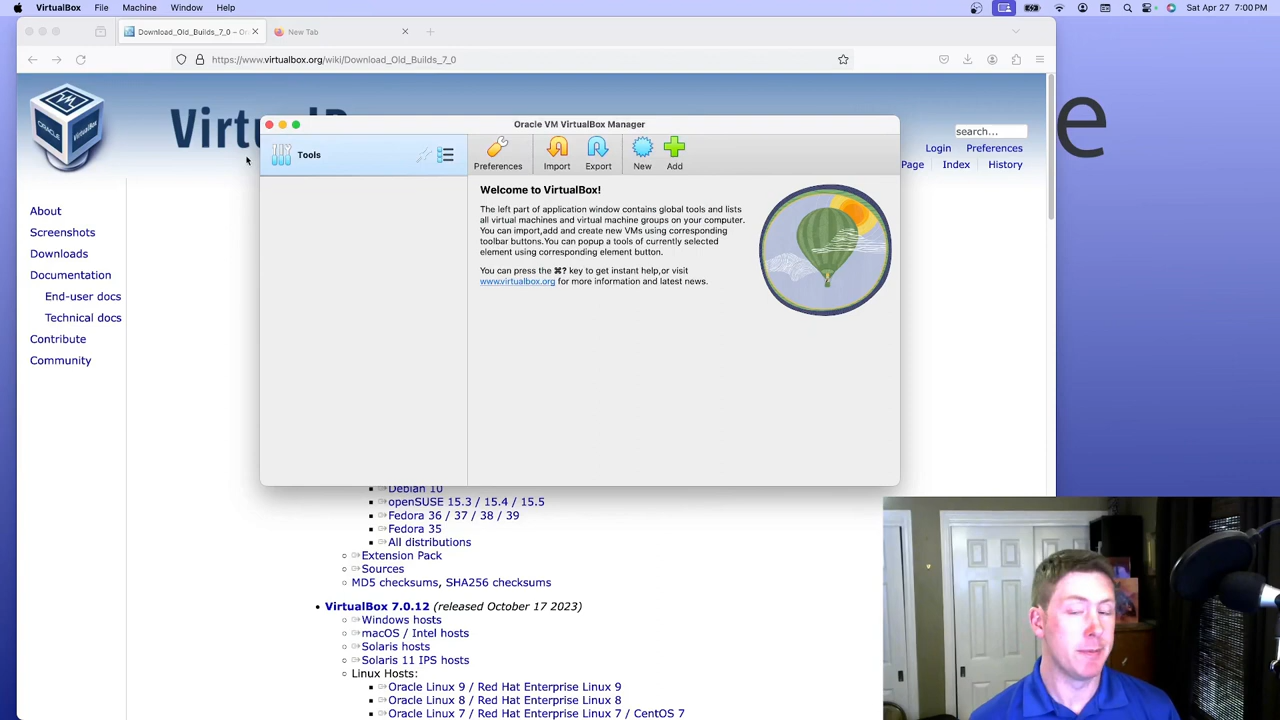 VirtualBox File Machine Window Help Sat Apr 27 7:00 PM
Download_Old_Builds_7_0 – Or New Tab
https://www.virtualbox.org/wiki/Download_Old_Builds_7_0
e
search...
Login Preferences
Page Index History
About
Screenshots
Downloads
Documentation
End-user docs
Technical docs
Contribute
Community
Oracle VM VirtualBox Manager
Tools
Preferences Import Export New Add
Welcome to VirtualBox!
The left part of application window contains global tools and lists
all virtual machines and virtual machine groups on your computer.
You can import,add and create new VMs using corresponding
toolbar buttons.You can popup a tools of currently selected
element using corresponding element button.
You can press the ⌘? key to get instant help,or visit
www.virtualbox.org for more information and latest news.
Debian 10
openSUSE 15.3 / 15.4 / 15.5
Fedora 36 / 37 / 38 / 39
Fedora 35
All distributions
Extension Pack
Sources
MD5 checksums, SHA256 checksums
VirtualBox 7.0.12 (released October 17 2023)
Windows hosts
macOS / Intel hosts
Solaris hosts
Solaris 11 IPS hosts
Linux Hosts:
Oracle Linux 9 / Red Hat Enterprise Linux 9
Oracle Linux 8 / Red Hat Enterprise Linux 8
Oracle Linux 7 / Red Hat Enterprise Linux 7 / CentOS 7